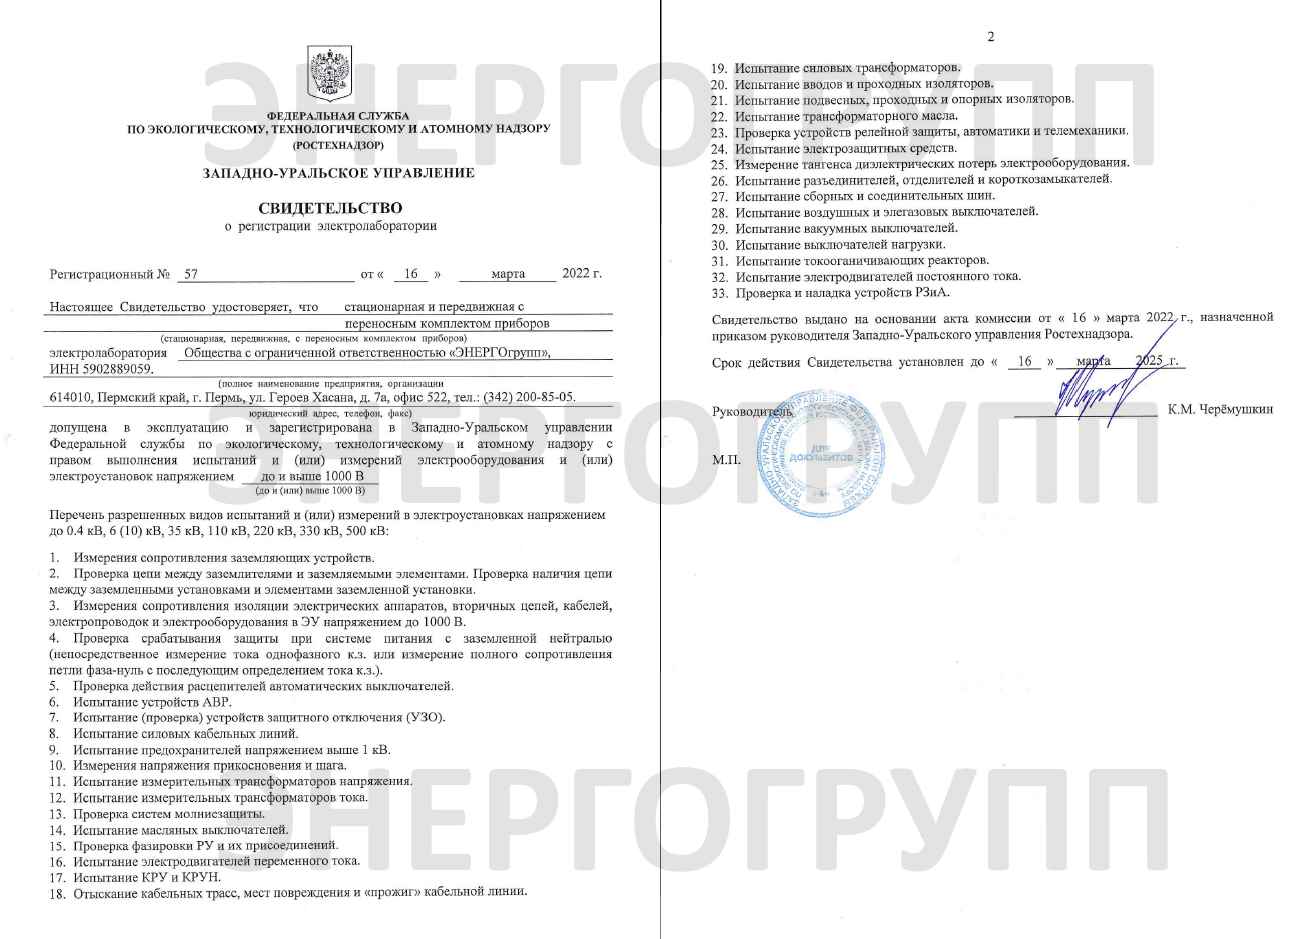 ФЕДЕРАЛЬНАЯ СЛУЖБА
ПО ЭКОЛОГИЧЕСКОМУ, ТЕХНОЛОГИЧЕСКОМУ И АТОМНОМУ НАДЗОРУ
(РОСТЕХНАДЗОР)
ЗАПАДНО-УРАЛЬСКОЕ УПРАВЛЕНИЕ
СВИДЕТЕЛЬСТВО
о регистрации электролаборатории
Регистрационный № 57 от « 16 » марта 2022 г.
Настоящее Свидетельство удостоверяет, что стационарная и передвижная с
переносным комплектом приборов
(стационарная, передвижная, с переносным комплектом приборов)
электролаборатория Общества с ограниченной ответственностью «ЭНЕРГОгрупп»,
ИНН 5902889059.
(полное наименование предприятия, организации
614010, Пермский край, г. Пермь, ул. Героев Хасана, д. 7а, офис 522, тел.: (342) 200-85-05.
юридический адрес, телефон, факс)
допущена в эксплуатацию и зарегистрирована в Западно-Уральском управлении
Федеральной службы по экологическому, технологическому и атомному надзору с
правом выполнения испытаний и (или) измерений электрооборудования и (или)
электроустановок напряжением до и выше 1000 В
(до и (или) выше 1000 В)
Перечень разрешенных видов испытаний и (или) измерений в электроустановках напряжением
до 0.4 кВ, 6 (10) кВ, 35 кВ, 110 кВ, 220 кВ, 330 кВ, 500 кВ:
1. Измерения сопротивления заземляющих устройств.
2. Проверка цепи между заземлителями и заземляемыми элементами. Проверка наличия цепи
между заземленными установками и элементами заземленной установки.
3. Измерения сопротивления изоляции электрических аппаратов, вторичных цепей, кабелей,
электропроводок и электрооборудования в ЭУ напряжением до 1000 В.
4. Проверка срабатывания защиты при системе питания с заземленной нейтралью
(непосредственное измерение тока однофазного к.з. или измерение полного сопротивления
петли фаза-нуль с последующим определением тока к.з.).
5. Проверка действия расцепителей автоматических выключателей.
6. Испытание устройств АВР.
7. Испытание (проверка) устройств защитного отключения (УЗО).
8. Испытание силовых кабельных линий.
9. Испытание предохранителей напряжением выше 1 кВ.
10. Измерения напряжения прикосновения и шага.
11. Испытание измерительных трансформаторов напряжения.
12. Испытание измерительных трансформаторов тока.
13. Проверка систем молниезащиты.
14. Испытание масляных выключателей.
15. Проверка фазировки РУ и их присоединений.
16. Испытание электродвигателей переменного тока.
17. Испытание КРУ и КРУН.
18. Отыскание кабельных трасс, мест повреждения и «прожиг» кабельной линии.
2
19. Испытание силовых трансформаторов.
20. Испытание вводов и проходных изоляторов.
21. Испытание подвесных, проходных и опорных изоляторов.
22. Испытание трансформаторного масла.
23. Проверка устройств релейной защиты, автоматики и телемеханики.
24. Испытание электрозащитных средств.
25. Измерение тангенса диэлектрических потерь электрооборудования.
26. Испытание разъединителей, отделителей и короткозамыкателей.
27. Испытание сборных и соединительных шин.
28. Испытание воздушных и элегазовых выключателей.
29. Испытание вакуумных выключателей.
30. Испытание выключателей нагрузки.
31. Испытание токооганичивающих реакторов.
32. Испытание электродвигателей постоянного тока.
33. Проверка и наладка устройств РЗиА.
Свидетельство выдано на основании акта комиссии от « 16 » марта 2022 г., назначенной
приказом руководителя Западно-Уральского управления Ростехнадзора.
Срок действия Свидетельства установлен до « 16 » марта 2025 г.
Руководитель К.М. Черёмушкин
М.П.
ДЛЯ
ДОКУМЕНТОВ
ЭНЕРГОГРУПП
ЭНЕРГОГРУПП
ЭНЕРГОГРУПП